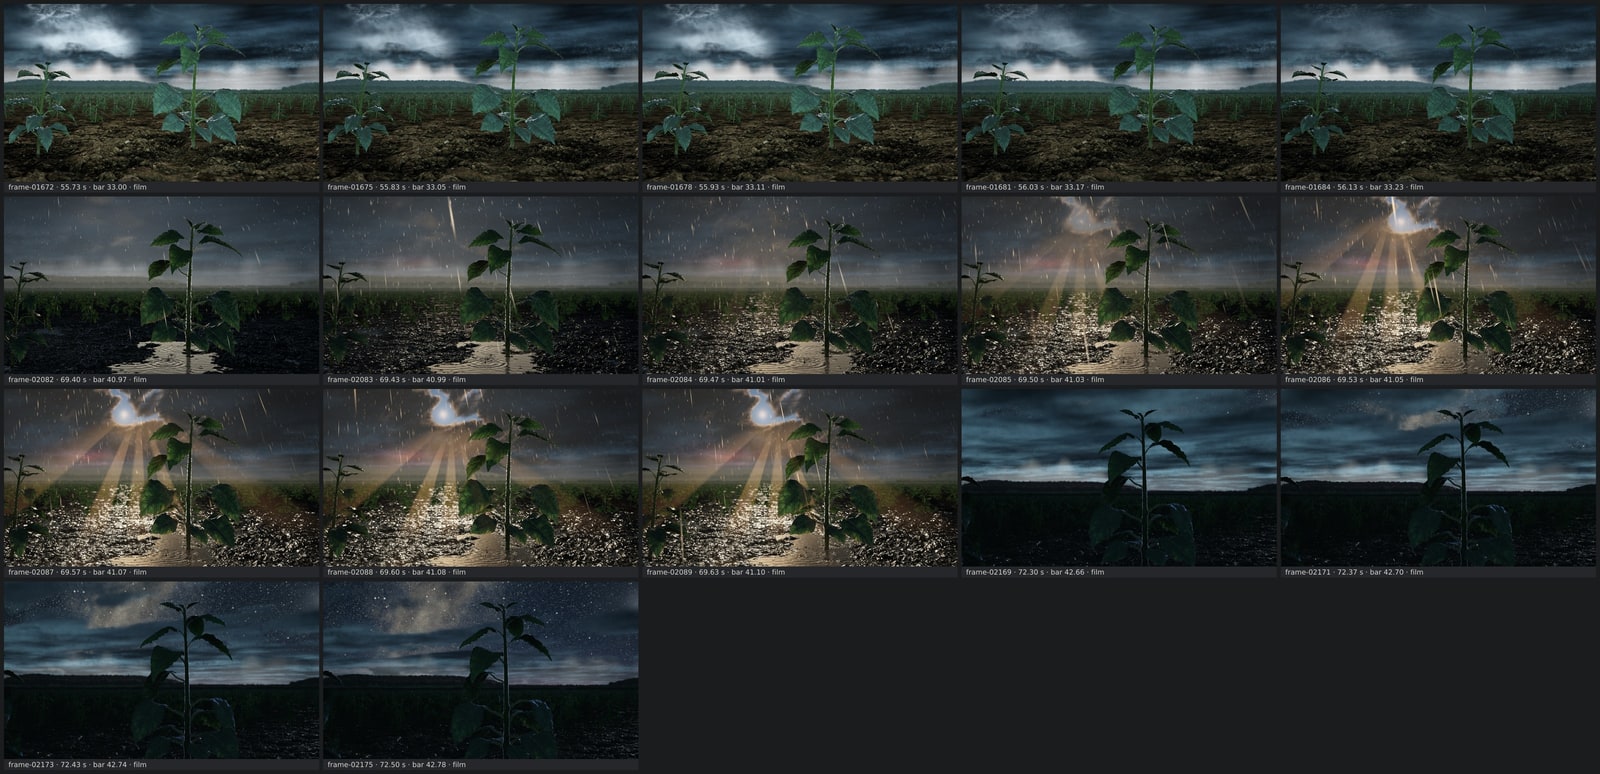 frame-01672 · 55.73 s · bar 33.00 · film
frame-01675 · 55.83 s · bar 33.05 · film
frame-01678 · 55.93 s · bar 33.11 · film
frame-01681 · 56.03 s · bar 33.17 · film
frame-01684 · 56.13 s · bar 33.23 · film
frame-02082 · 69.40 s · bar 40.97 · film
frame-02083 · 69.43 s · bar 40.99 · film
frame-02084 · 69.47 s · bar 41.01 · film
frame-02085 · 69.50 s · bar 41.03 · film
frame-02086 · 69.53 s · bar 41.05 · film
frame-02087 · 69.57 s · bar 41.07 · film
frame-02088 · 69.60 s · bar 41.08 · film
frame-02089 · 69.63 s · bar 41.10 · film
frame-02169 · 72.30 s · bar 42.66 · film
frame-02171 · 72.37 s · bar 42.70 · film
frame-02173 · 72.43 s · bar 42.74 · film
frame-02175 · 72.50 s · bar 42.78 · film